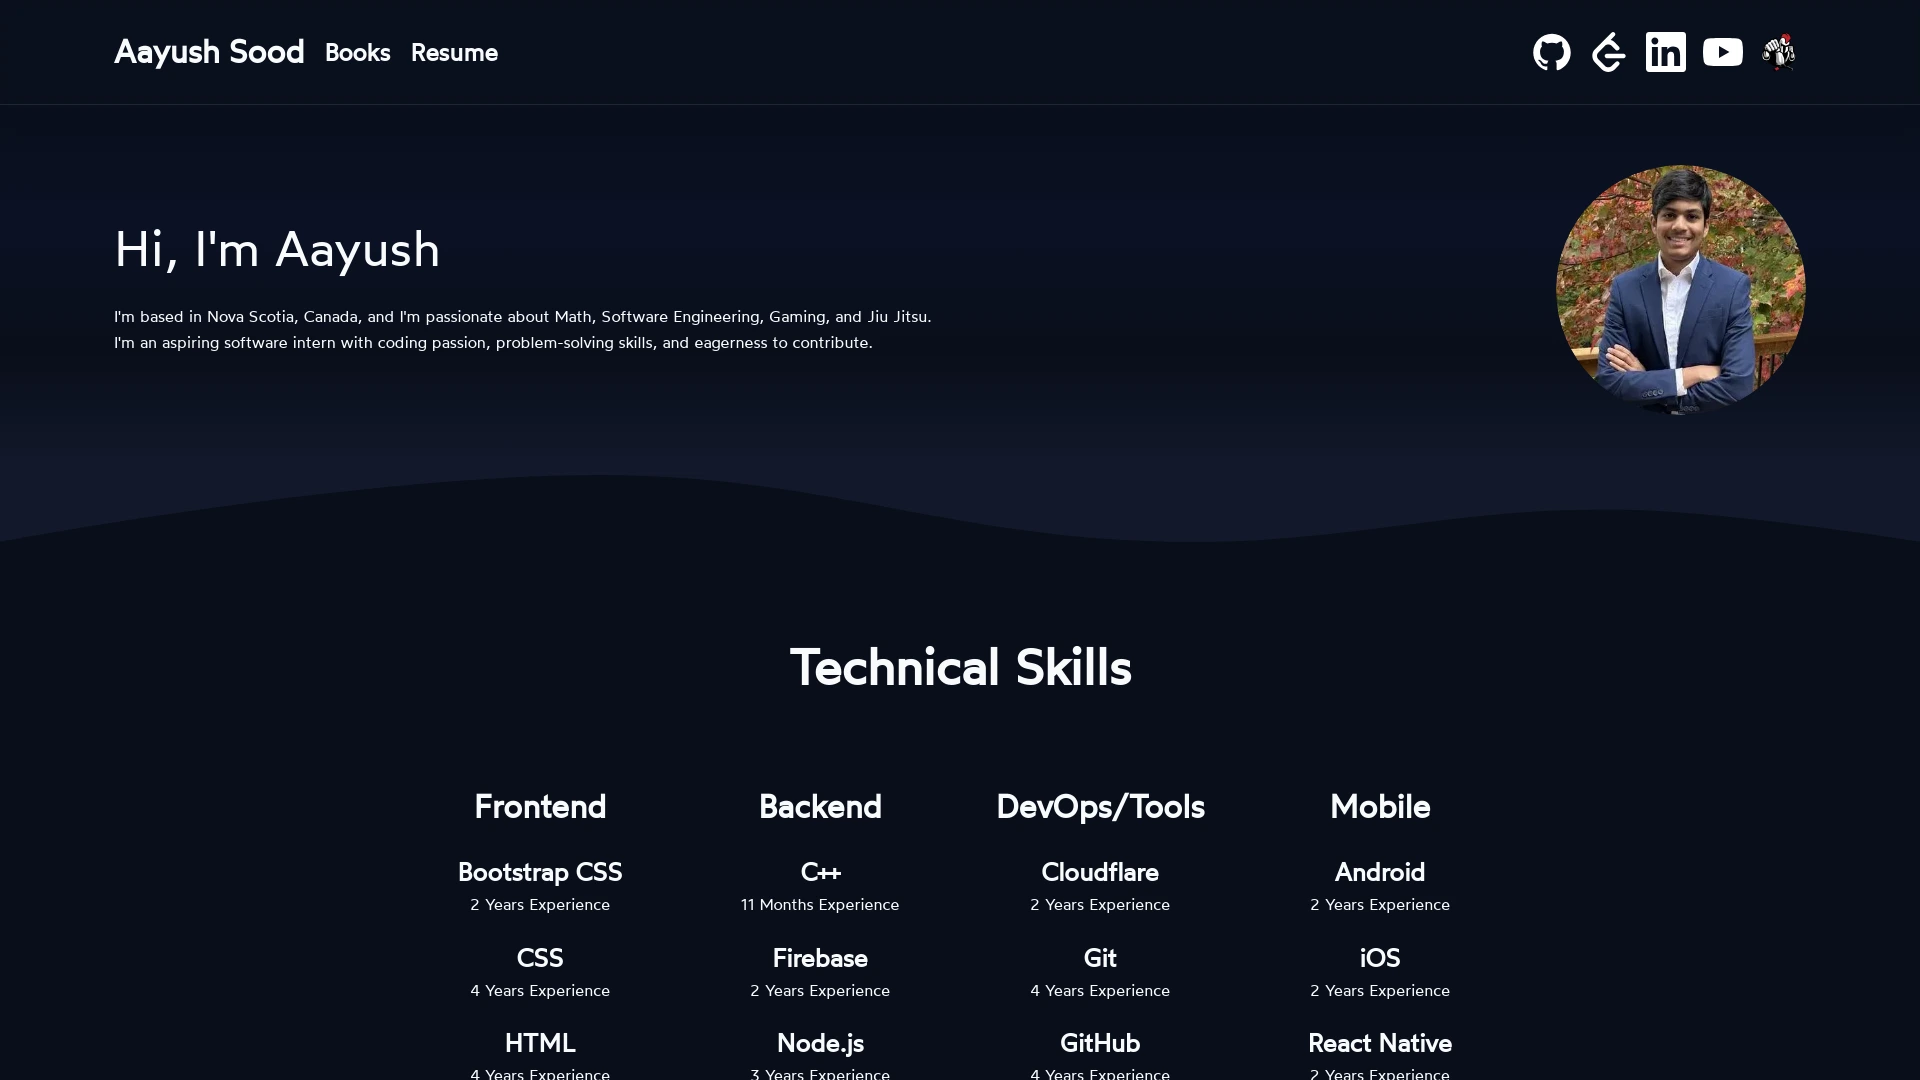 Aayush Sood Books Resume
Hi, I'm Aayush
I'm based in Nova Scotia, Canada, and I'm passionate about Math, Software Engineering, Gaming, and Jiu Jitsu.
I'm an aspiring software intern with coding passion, problem-solving skills, and eagerness to contribute.
Technical Skills
Frontend Backend DevOps/Tools Mobile
Bootstrap CSS C++ Cloudflare Android
2 Years Experience 11 Months Experience 2 Years Experience 2 Years Experience
CSS Firebase Git iOS
4 Years Experience 2 Years Experience 4 Years Experience 2 Years Experience
HTML Node.js GitHub React Native
4 Years Experience 3 Years Experience 4 Years Experience 2 Years Experience